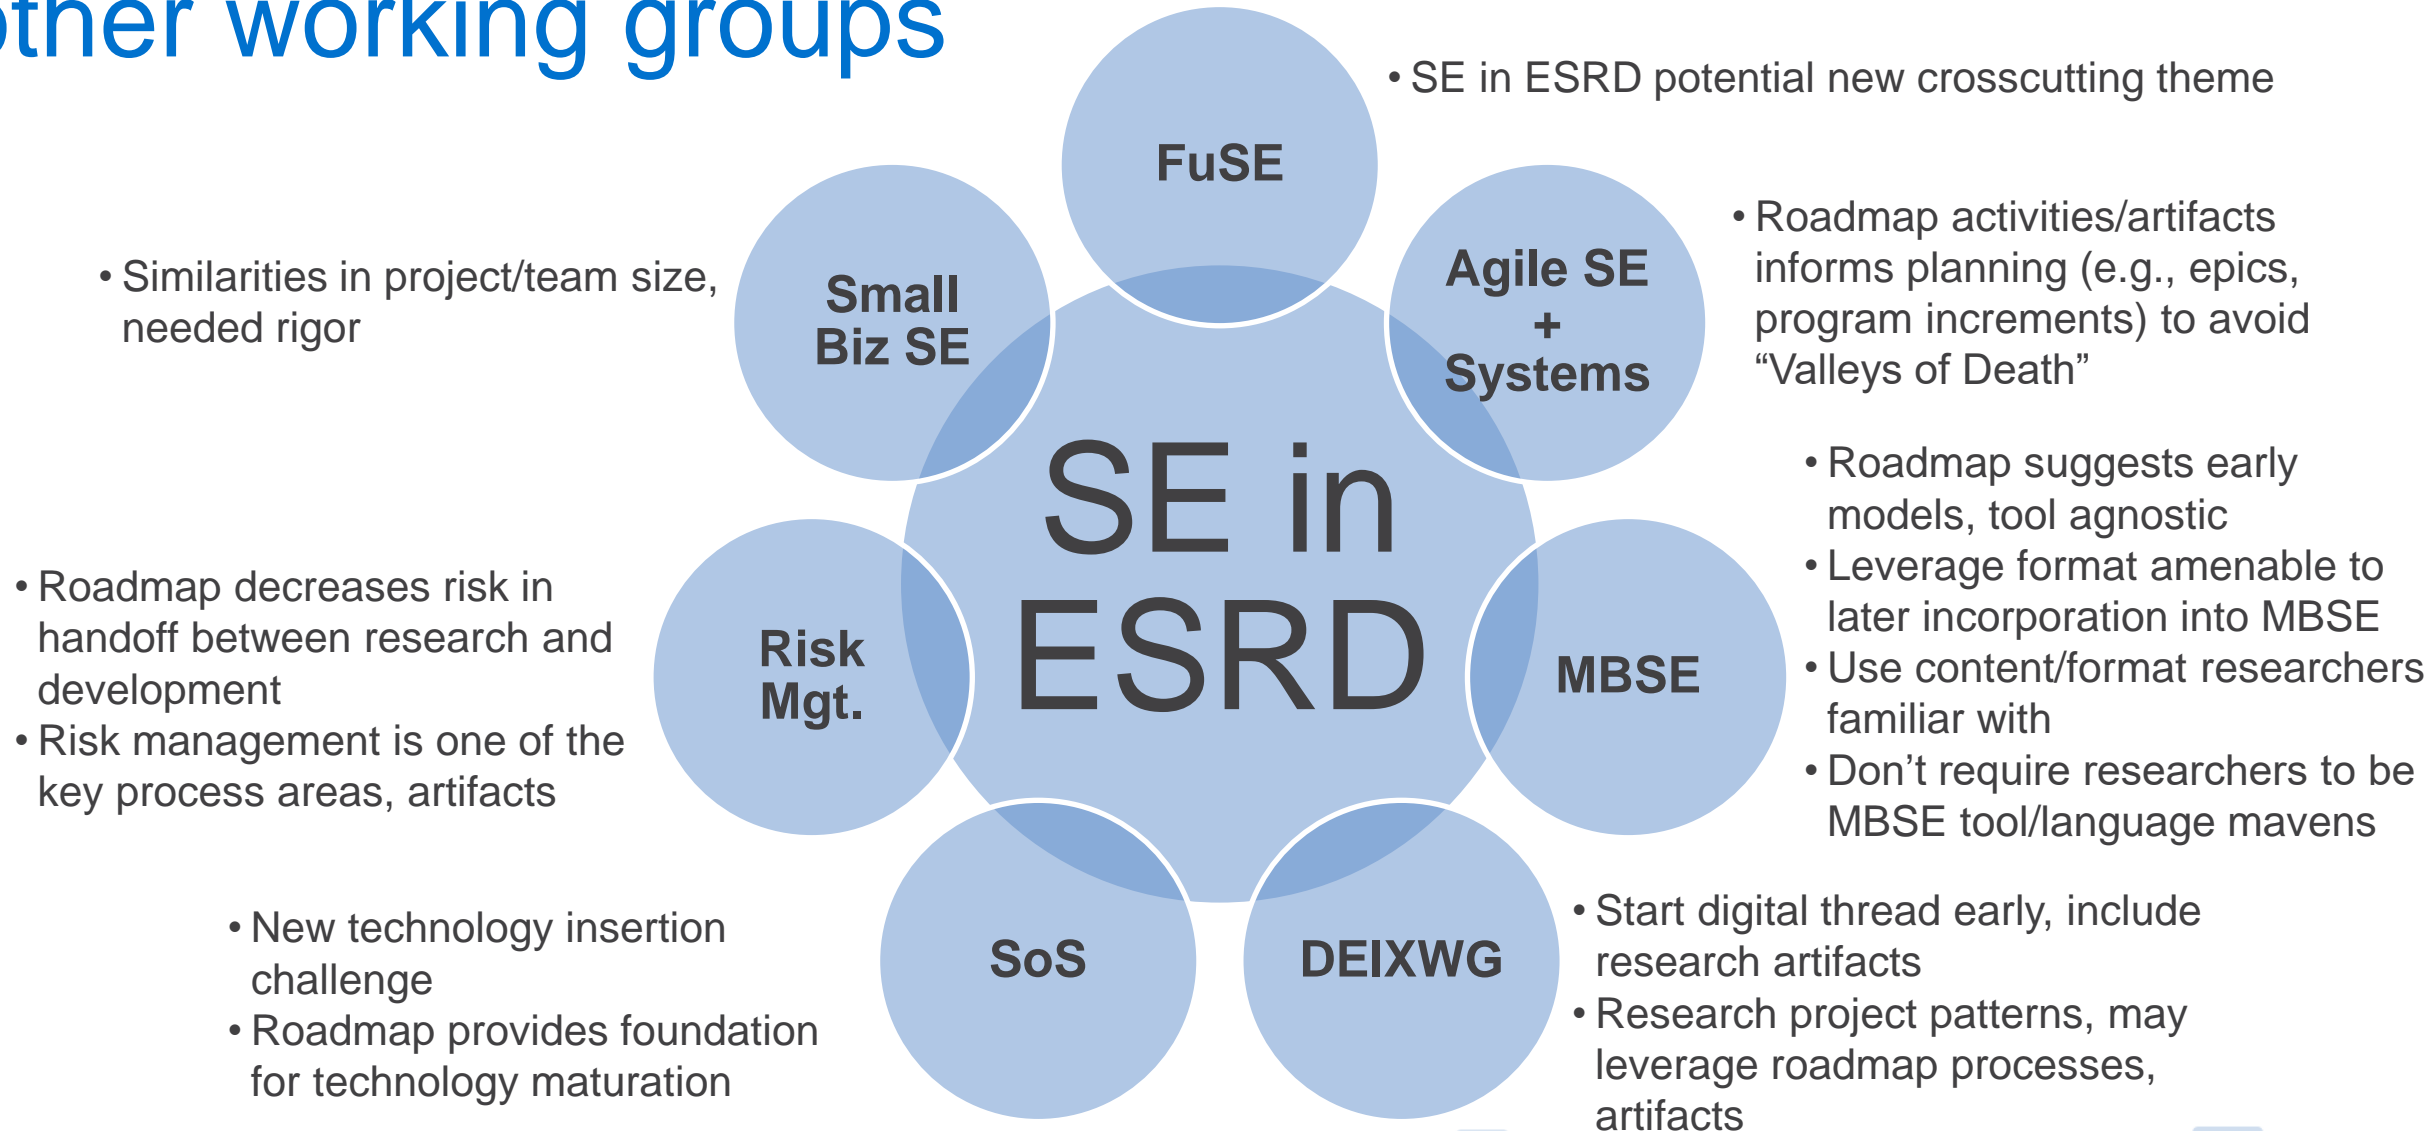 other working groups
• SE in ESRD potential new crosscutting theme
FuSE
Agile SE
+
Systems
• Roadmap activities/artifacts
informs planning (e.g., epics,
program increments) to avoid
“Valleys of Death”
Small
Biz SE
• Similarities in project/team size,
needed rigor
SE in
ESRD
MBSE
• Roadmap suggests early
models, tool agnostic
• Leverage format amenable to
later incorporation into MBSE
• Use content/format researchers
familiar with
• Don’t require researchers to be
MBSE tool/language mavens
Risk
Mgt.
• Roadmap decreases risk in
handoff between research and
development
• Risk management is one of the
key process areas, artifacts
SoS
• New technology insertion
challenge
• Roadmap provides foundation
for technology maturation
DEIXWG
• Start digital thread early, include
research artifacts
• Research project patterns, may
leverage roadmap processes,
artifacts